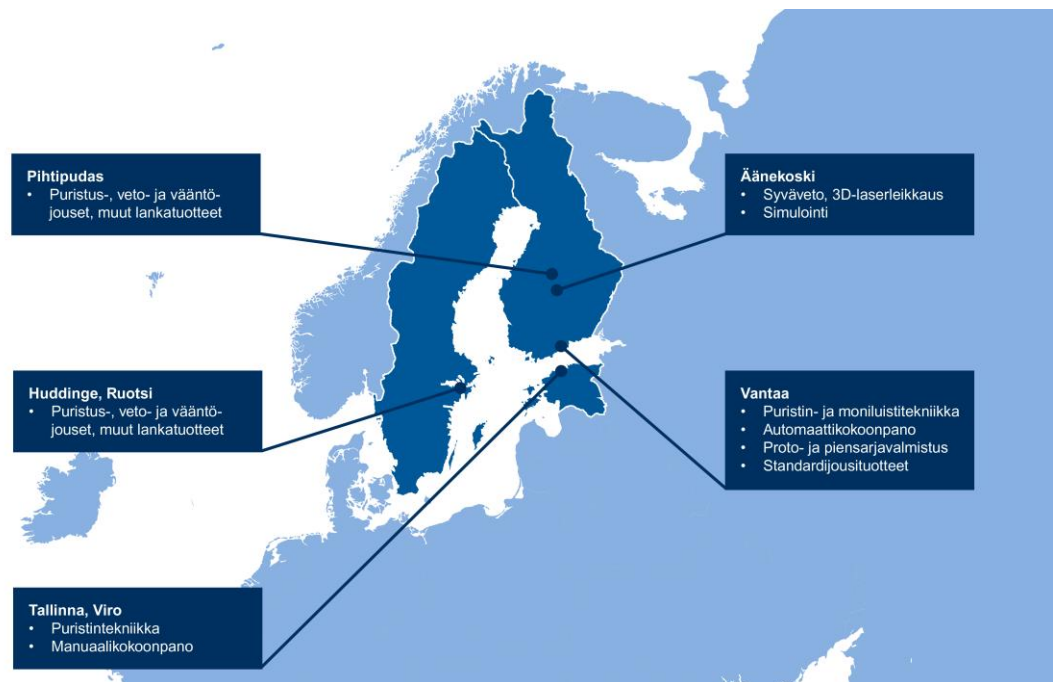 Pihtipudas
• Puristus-, veto- ja vääntö-
jouset, muut lankatuotteet
Äänekoski
• Syväveto, 3D-laserleikkaus
• Simulointi
Huddinge, Ruotsi
• Puristus-, veto- ja vääntö-
jouset, muut lankatuotteet
Vantaa
• Puristin- ja moniluistitekniikka
• Automaattikokoonpano
• Proto- ja piensarjavalmistus
• Standardijousituotteet
Tallinna, Viro
• Puristintekniikka
• Manuaalikokoonpano